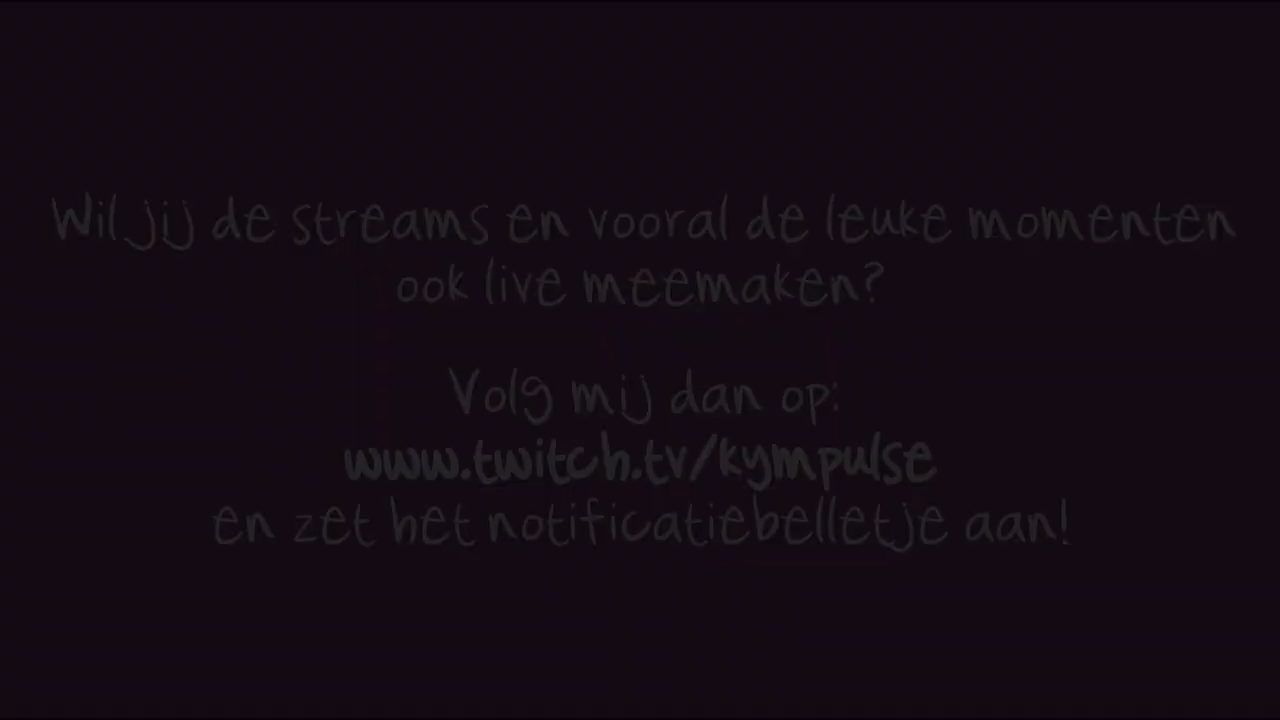 Wil jij de streams en vooral de leuke momenten
ook live meemaken?
Volg mij dan op:
www.twitch.tv/kympulse
en zet het notificatiebelletje aan!